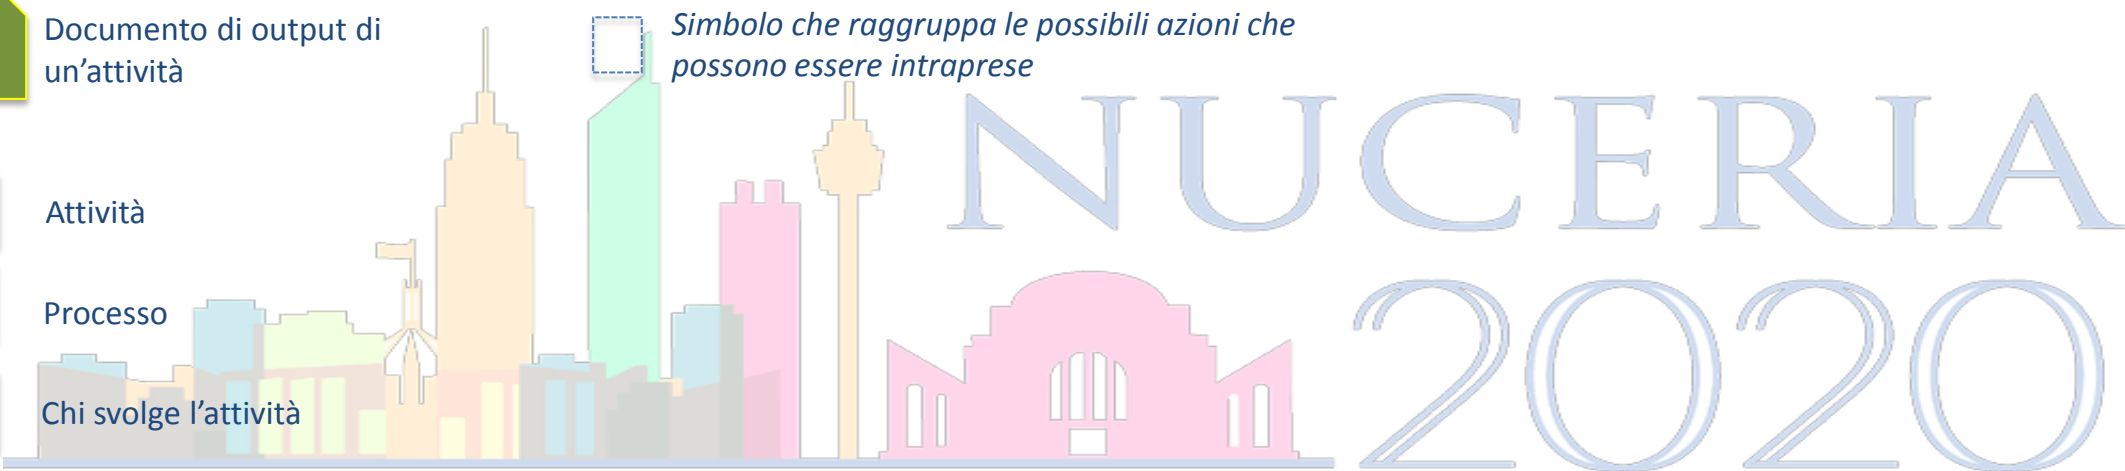 Documento di output di
un’attività
Simbolo che raggruppa le possibili azioni che
possono essere intraprese
Attività
Processo
Chi svolge l’attività
NUCERIA
2020